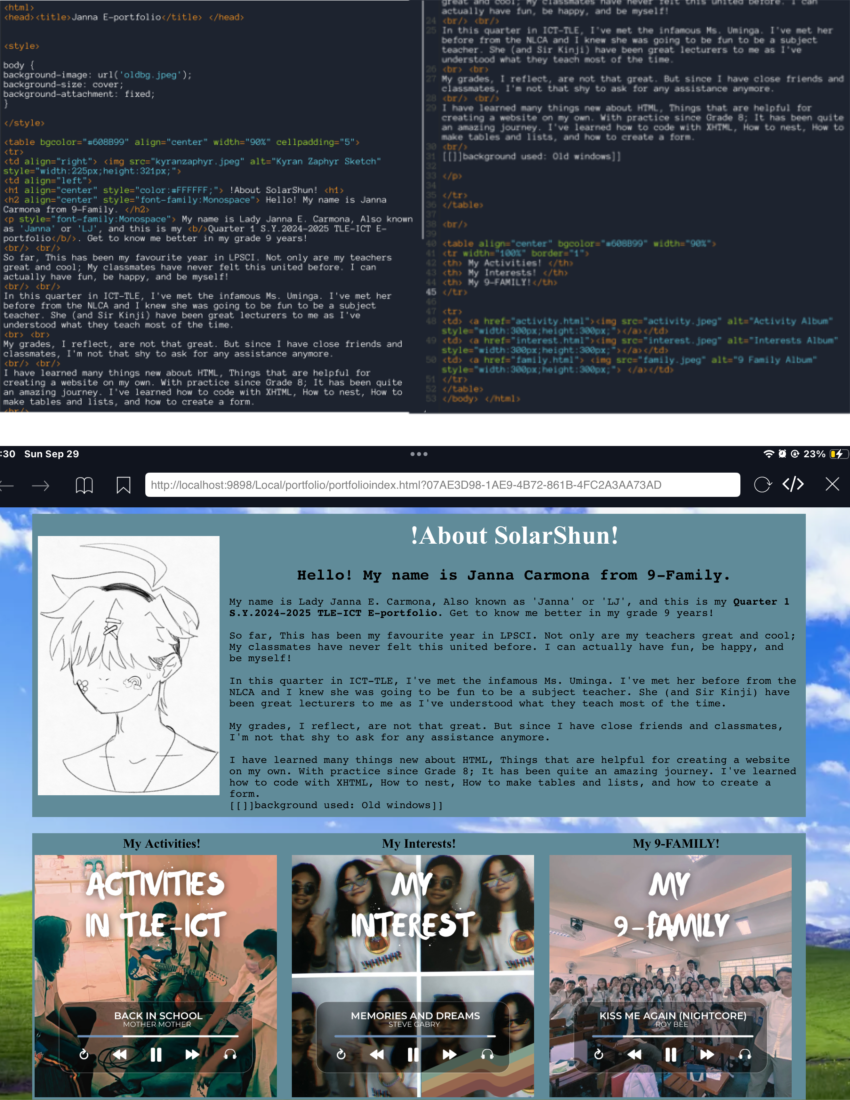 <html>
<head><title>Janna E-portfolio</title> </head>
<style>
body {
background-image: url('oldbg.jpeg');
background-size: cover;
background-attachment: fixed;
}
</style>
<table bgcolor="#608B99" align="center" width="90%" cellpadding="5">
<tr>
<td align="right"> <img src="kyranzaphyr.jpeg" alt="Kyran Zaphyr Sketch"
style="width:225px;height:321px;">
<td align="left">
<h1 align="center" style="color:#FFFFFF;"> !About SolarShun! <h1>
<h2 align="center" style="font-family:Monospace"> Hello! My name is Janna
Carmona from 9-Family. </h2>
<p style="font-family:Monospace"> My name is Lady Janna E. Carmona, Also known
as 'Janna' or 'LJ', and this is my <b/>Quarter 1 S.Y.2024-2025 TLE-ICT E-
portfolio</b/>. Get to know me better in my grade 9 years!
<br/> <br/>
So far, This has been my favourite year in LPSCI. Not only are my teachers
great and cool; My classmates have never felt this united before. I can
actually have fun, be happy, and be myself!
<br/> <br/>
In this quarter in ICT-TLE, I've met the infamous Ms. Uminga. I've met her
before from the NLCA and I knew she was going to be fun to be a subject
teacher. She (and Sir Kinji) have been great lecturers to me as I've
understood what they teach most of the time.
<br> <br>
My grades, I reflect, are not that great. But since I have close friends and
classmates, I'm not that shy to ask for any assistance anymore.
<br/> <br/>
I have learned many things new about HTML, Things that are helpful for
creating a website on my own. With practice since Grade 8; It has been quite
an amazing journey. I've learned how to code with XHTML, How to nest, How to
make tables and lists, and how to create a form.
<br/>
great and cool; My classmates have never felt this united before. I can
actually have fun, be happy, and be myself!
24 <br/> <br/>
25 In this quarter in ICT-TLE, I've met the infamous Ms. Uminga. I've met her
before from the NLCA and I knew she was going to be fun to be a subject
teacher. She (and Sir Kinji) have been great lecturers to me as I've
understood what they teach most of the time.
26 <br> <br>
27 My grades, I reflect, are not that great. But since I have close friends and
classmates, I'm not that shy to ask for any assistance anymore.
28 <br/> <br/>
29 I have learned many things new about HTML, Things that are helpful for
creating a website on my own. With practice since Grade 8; It has been quite
an amazing journey. I've learned how to code with XHTML, How to nest, How to
make tables and lists, and how to create a form.
30 <br/>
31 [[]]background used: Old windows]]
32
33 </p>
34
35 </tr>
36 </table>
37
38 <br/>
39
40 <table align="center" bgcolor="#608B99" width="90%">
41 <tr width="100%" border="1">
42 <th> My Activities! </th>
43 <th> My Interests! </th>
44 <th> My 9-FAMILY! </th>
45 </tr>
46
47 <tr>
48 <td> <a href="activity.html"><img src="activity.jpeg" alt="Activity Album"
style="width:300px;height:300px;"></a></td>
49 <td> <a href="interest.html"><img src="interest.jpeg" alt="Interests Album"
style="width:300px;height:300px;"></a></td>
50 <td> <a href="family.html"> <img src="family.jpeg" alt="9 Family Album"
style="width:300px;height:300px;"> </a></td>
51 </tr>
52 </table>
53 </body> </html>
:30 Sun Sep 29
23%
http://localhost:9898/Local/portfolio/portfolioindex.html?07AE3D98-1AE9-4B72-861B-4FC2A3AA73AD
!About SolarShun!
Hello! My name is Janna Carmona from 9-Family.
My name is Lady Janna E. Carmona, Also known as 'Janna' or 'LJ', and this is my Quarter 1
S.Y.2024-2025 TLE-ICT E-portfolio. Get to know me better in my grade 9 years!
So far, This has been my favourite year in LPSCI. Not only are my teachers great and cool;
My classmates have never felt this united before. I can actually have fun, be happy, and
be myself!
In this quarter in ICT-TLE, I've met the infamous Ms. Uminga. I've met her before from the
NLCA and I knew she was going to be fun to be a subject teacher. She (and Sir Kinji) have
been great lecturers to me as I've understood what they teach most of the time.
My grades, I reflect, are not that great. But since I have close friends and classmates,
I'm not that shy to ask for any assistance anymore.
I have learned many things new about HTML, Things that are helpful for creating a website
on my own. With practice since Grade 8; It has been quite an amazing journey. I've learned
how to code with XHTML, How to nest, How to make tables and lists, and how to create a
form.
[[]]background used: Old windows]]
My Activities!
My Interests!
My 9-FAMILY!
ACTIVITIES
IN TLE-ICT
BACK IN SCHOOL
MOTHER MOTHER
MY
INTEREST
MEMORIES AND DREAMS
STEVE GABRY
MY
9-FAMILY
KISS ME AGAIN (NIGHTCORE)
ROY BEE